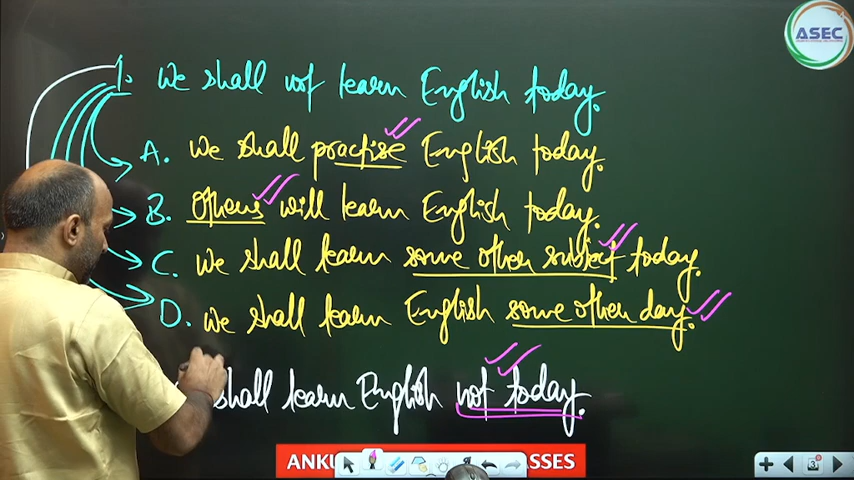 ASEC
1. We shall not learn English today.
A. We shall practise English today.
B. Others will learn English today.
C. We shall learn some other subject today.
D. We shall learn English some other day.
shall learn English not today.
ANKU SSES
3